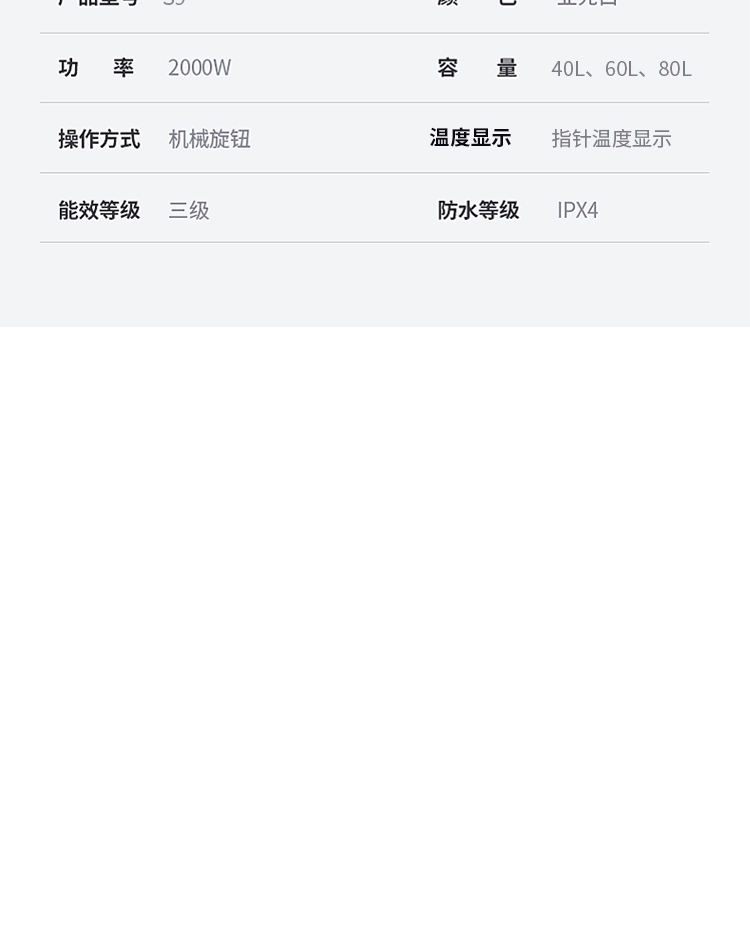 功 率 2000W 容 量 40L、60L、80L
操作方式 机械旋钮 温度显示 指针温度显示
能效等级 三级 防水等级 IPX4